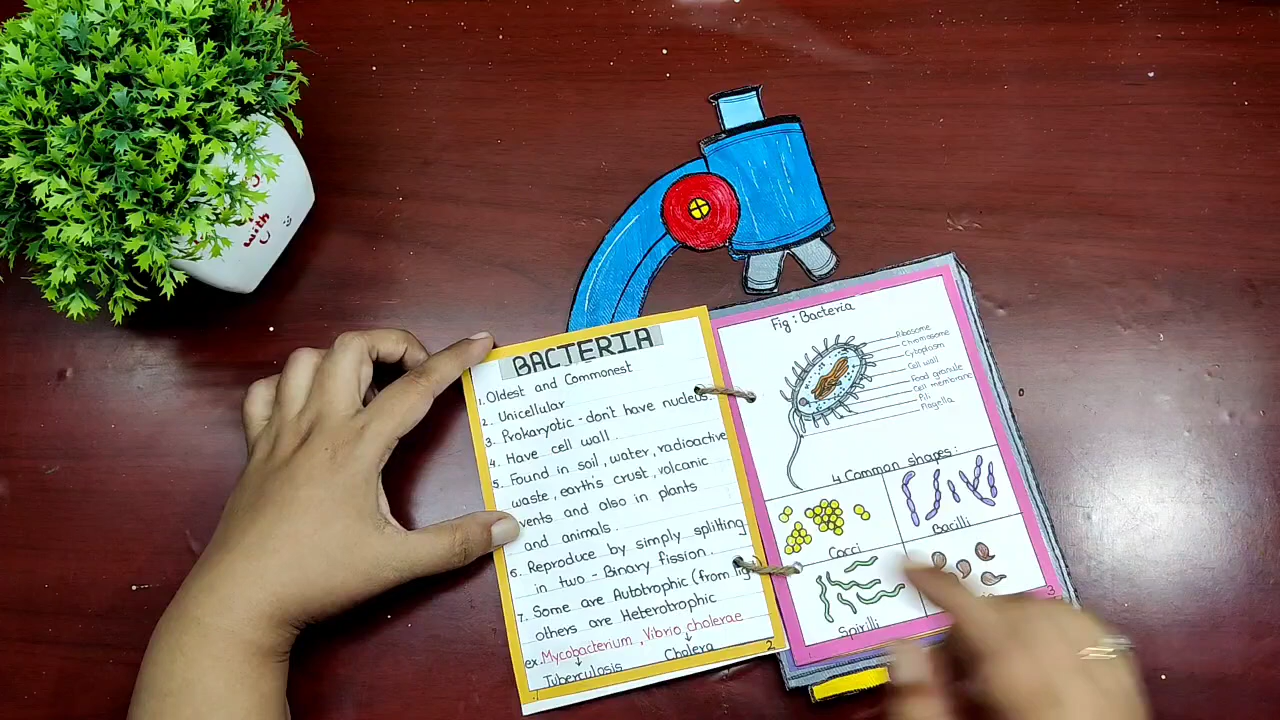 with
BACTERIA
1. Oldest and Commonest
2. Unicellular
3. Prokaryotic - don't have nucleus.
4. Have cell wall.
5. Found in soil, water, radioactive
waste, earth's crust, volcanic
vents and also in plants
and animals.
6. Reproduce by simply splitting
in two - Binary fission.
7. Some are Autotrophic (from
others are Heterotrophic
ex. Mycobacterium, Vibrio cholerae
Tuberculosis Cholera
2
Fig : Bacteria
Ribosome
Chromosome
Cytoplasm
Cell wall
Food granule
Cell membrane
Pili
Flagella
4 Common shapes:
Cocci
Bacilli
Spirilli
3